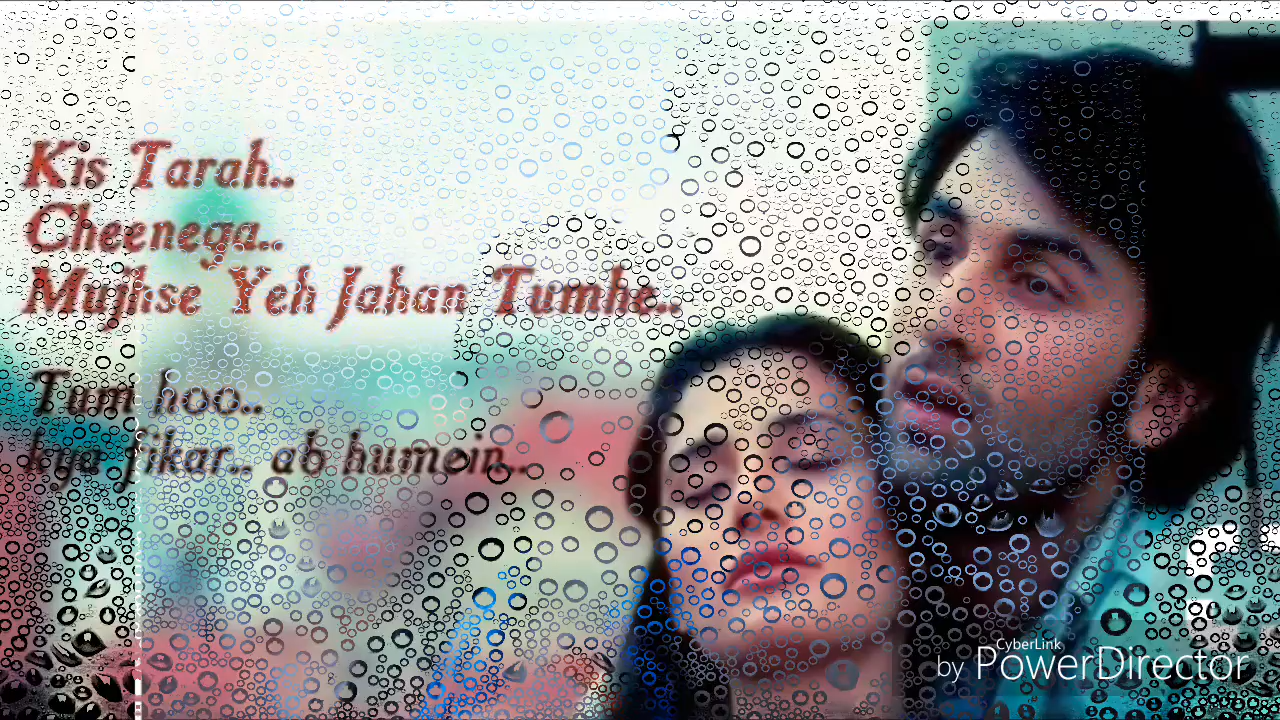 Kis Tarah..
Cheenega..
Mujhse Yeh Jahan Tumhe..
Tum hoo..
kya fikar.. ab humein..
CyberLink
by PowerDirector